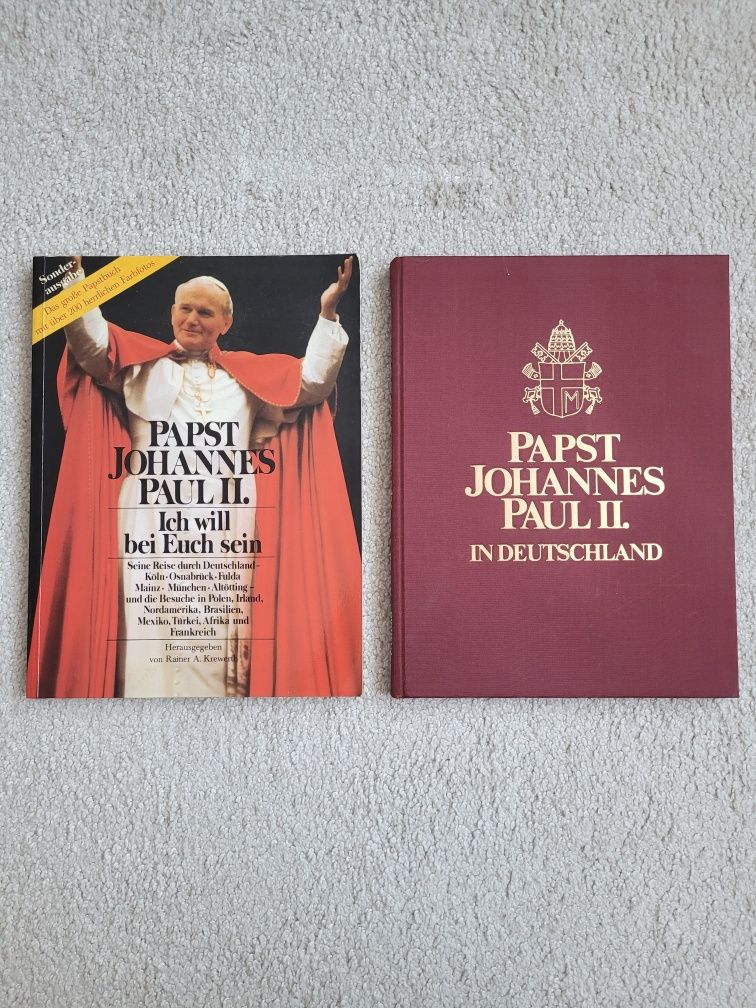 Sonder-
ausgabe
Das große Papstbuch
mit über 200 herrlichen Farbfotos
PAPST
JOHANNES
PAUL II.
Ich will
bei Euch sein
Seine Reise durch Deutschland –
Köln · Osnabrück · Fulda
Mainz · München · Altötting –
und die Besuche in Polen, Irland,
Nordamerika, Brasilien,
Mexiko, Türkei, Afrika und
Frankreich
Herausgegeben
von Rainer A. Krewerth
M
PAPST
JOHANNES
PAUL II.
IN DEUTSCHLAND